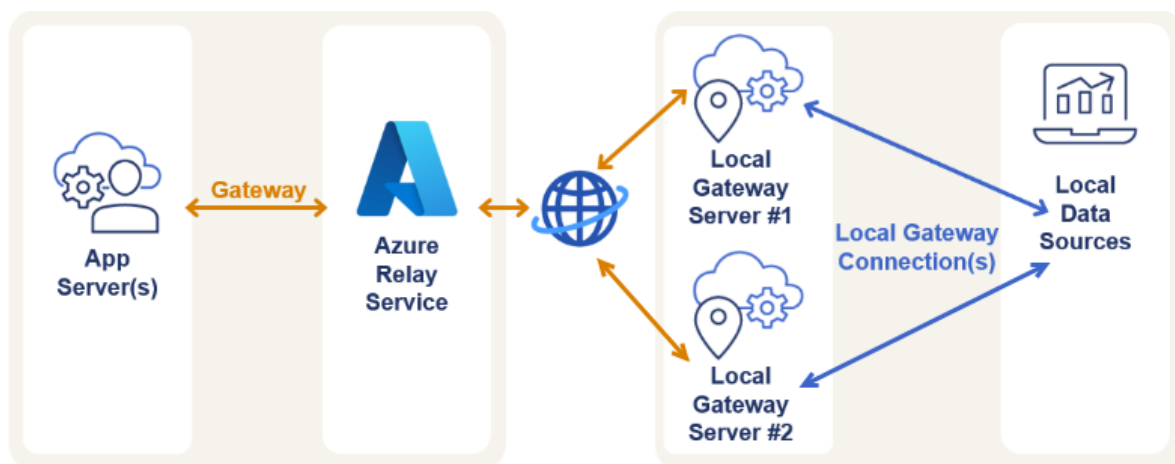 App
Server(s)
Gateway
Azure
Relay
Service
Local
Gateway
Server #1
Local
Gateway
Server #2
Local Gateway
Connection(s)
Local
Data
Sources